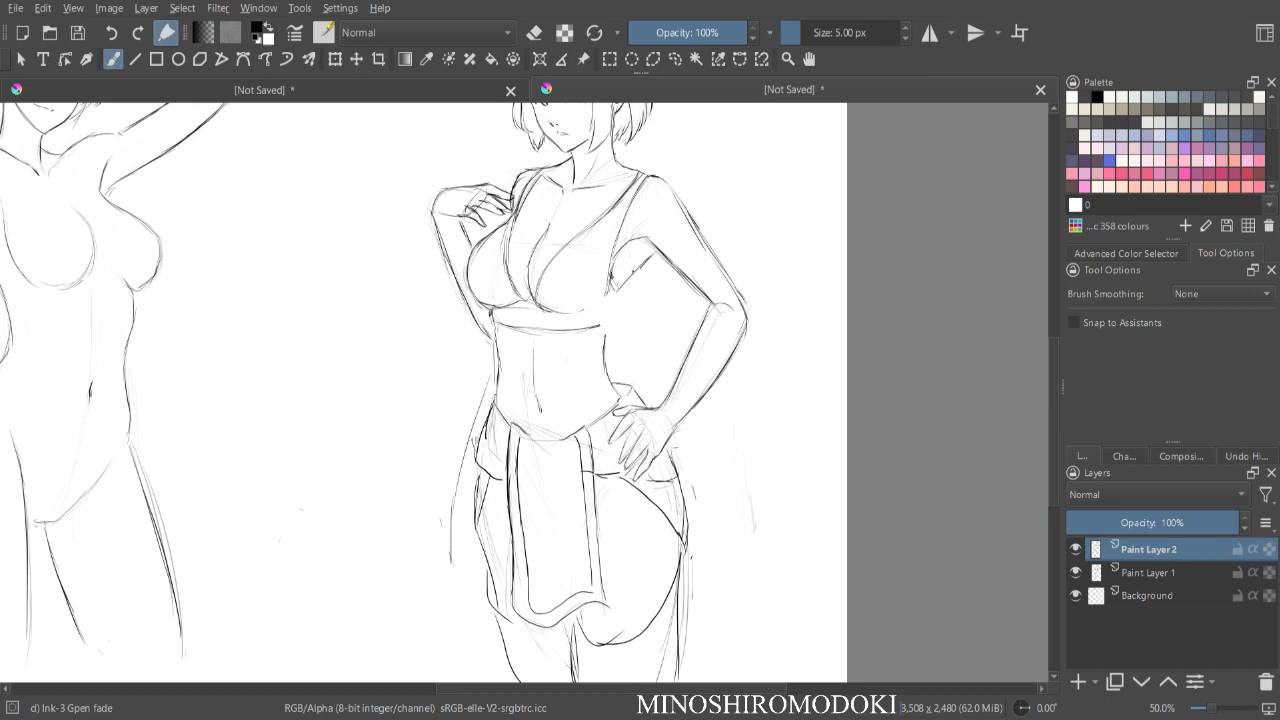 File Edit View Image Layer Select Filter Tools Settings Window Help
Normal Opacity: 100% Size: 5.00 px
[Not Saved] * [Not Saved] *
Palette
0
...c 358 colours
Advanced Color Selector Tool Options
Tool Options
Brush Smoothing: None
Snap to Assistants
L... Cha... Composi... Undo Hi...
Layers
Normal
Opacity: 100%
Paint Layer 2
Paint Layer 1
Background
d) Ink-3 Gpen fade RGB/Alpha (8-bit integer/channel) sRGB-elle-V2-srgbtrc.icc MINOSHIROMODOKI 3,508 x 2,480 (62.0 MiB) 0.00° 50.0%